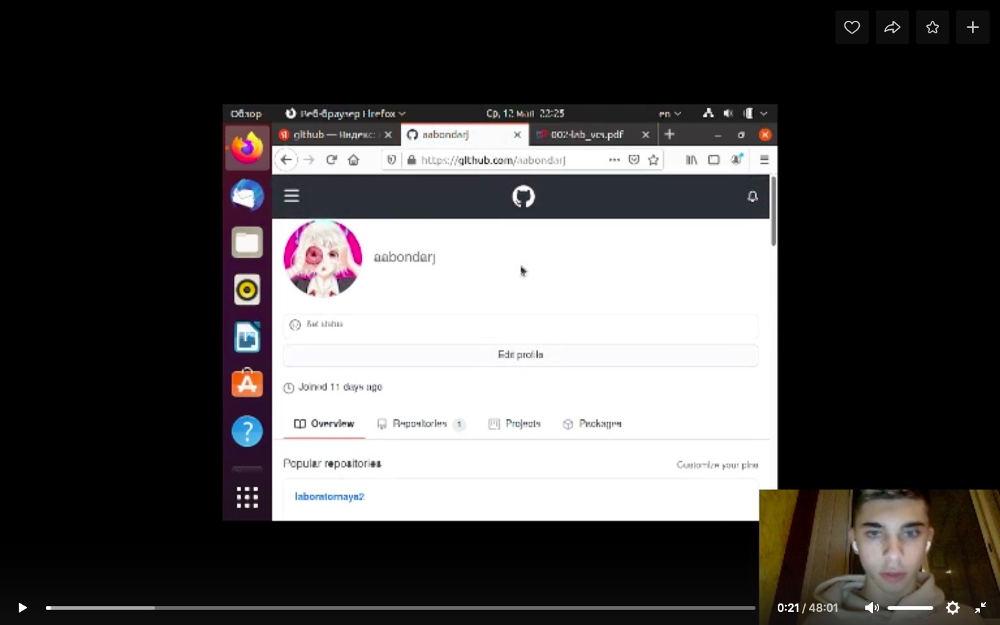 Обзор
Веб-браузер Firefox
Ср, 12 мая 22:25
en
github — Яндекс:
aabondarj
002-lab_vcs.pdf
https://github.com/aabondarj
aabondarj
Set status
Edit profile
Joined 11 days ago
Overview
Repositories 1
Projects
Packages
Popular repositories
Customize your pins
laboratornaya2
0:21 / 48:01